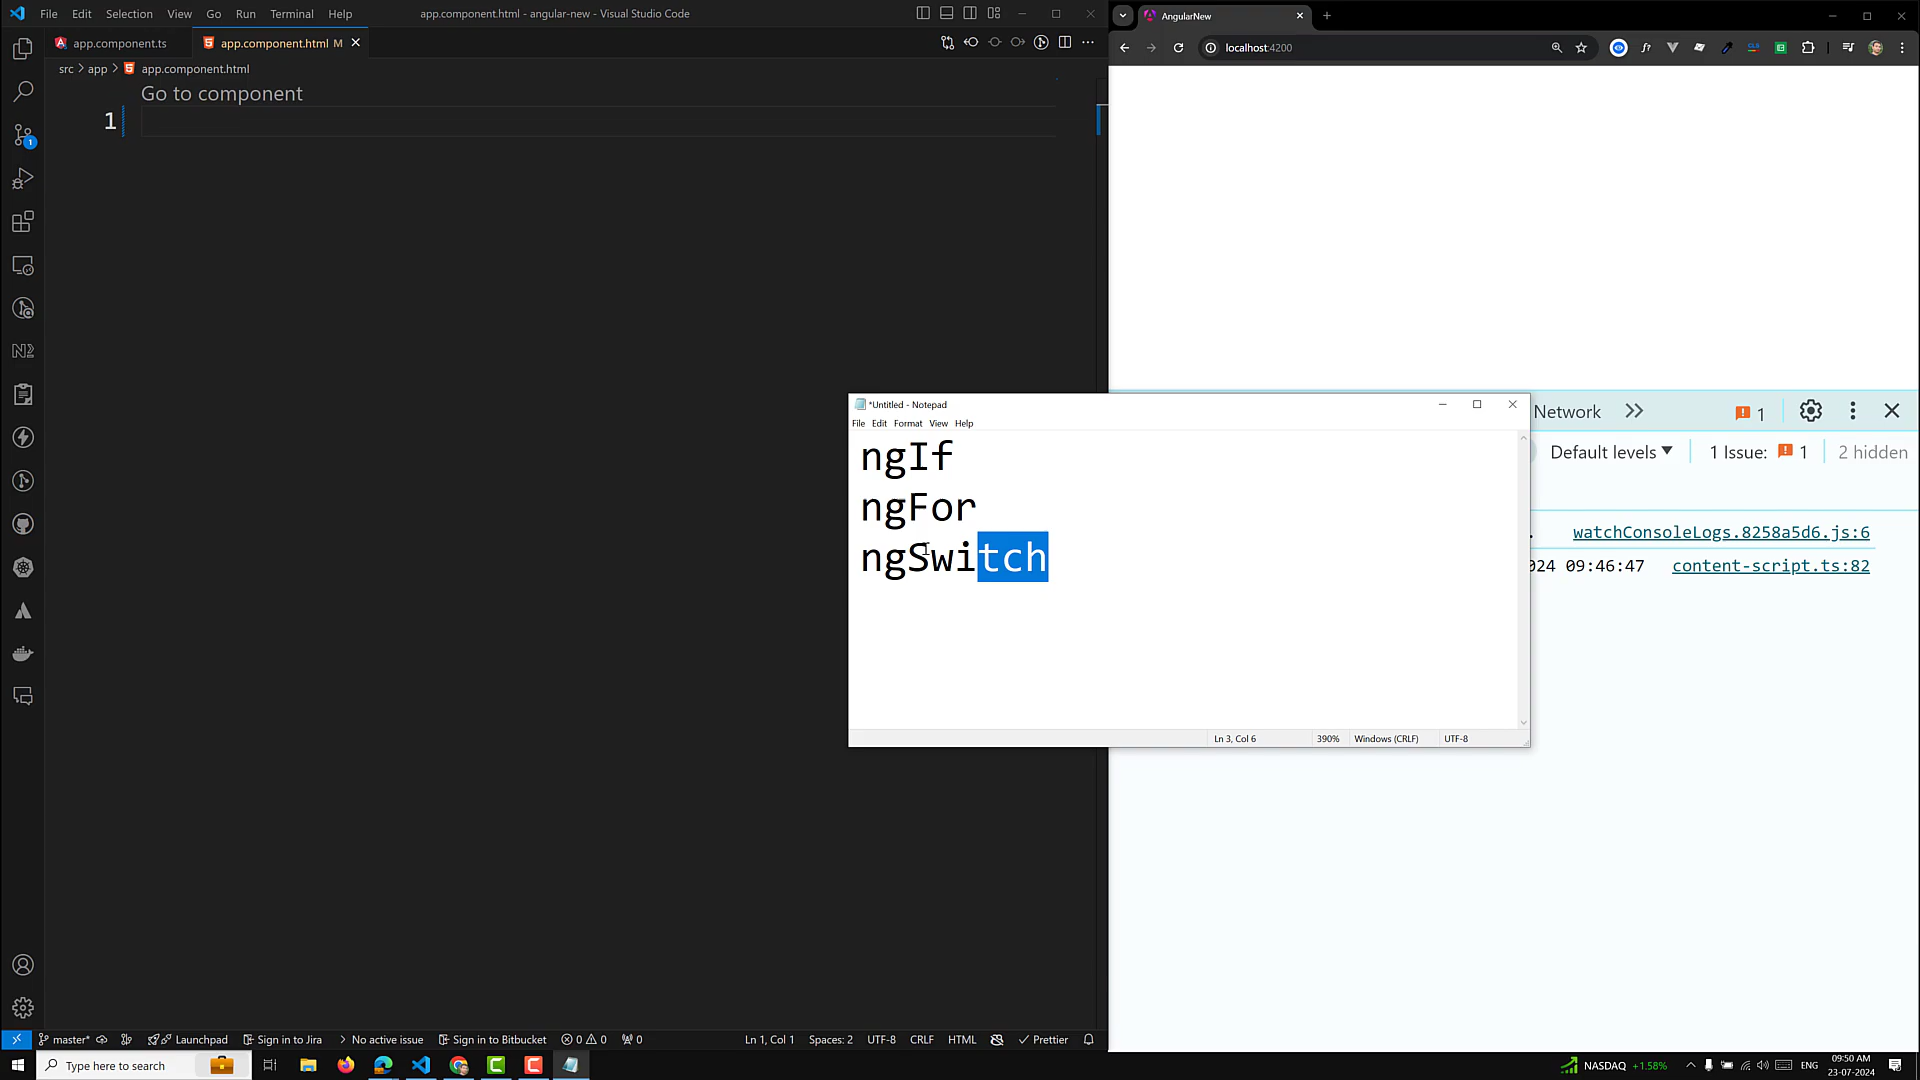 File Edit Selection View Go Run Terminal Help
app.component.html - angular-new - Visual Studio Code
app.component.ts
app.component.html M
src > app > app.component.html
Go to component
1
1
AngularNew
localhost:4200
*Untitled - Notepad
File Edit Format View Help
ngIf
ngFor
ngSwitch
Ln 3, Col 6
390%
Windows (CRLF)
UTF-8
Network
1
Default levels
1 Issue: 1
2 hidden
. watchConsoleLogs.8258a5d6.js:6
024 09:46:47 content-script.ts:82
master*
Launchpad
Sign in to Jira
No active issue
Sign in to Bitbucket
0 0
0
Ln 1, Col 1
Spaces: 2
UTF-8
CRLF
HTML
Prettier
Type here to search
NASDAQ +1.58%
ENG
09:50 AM
23-07-2024